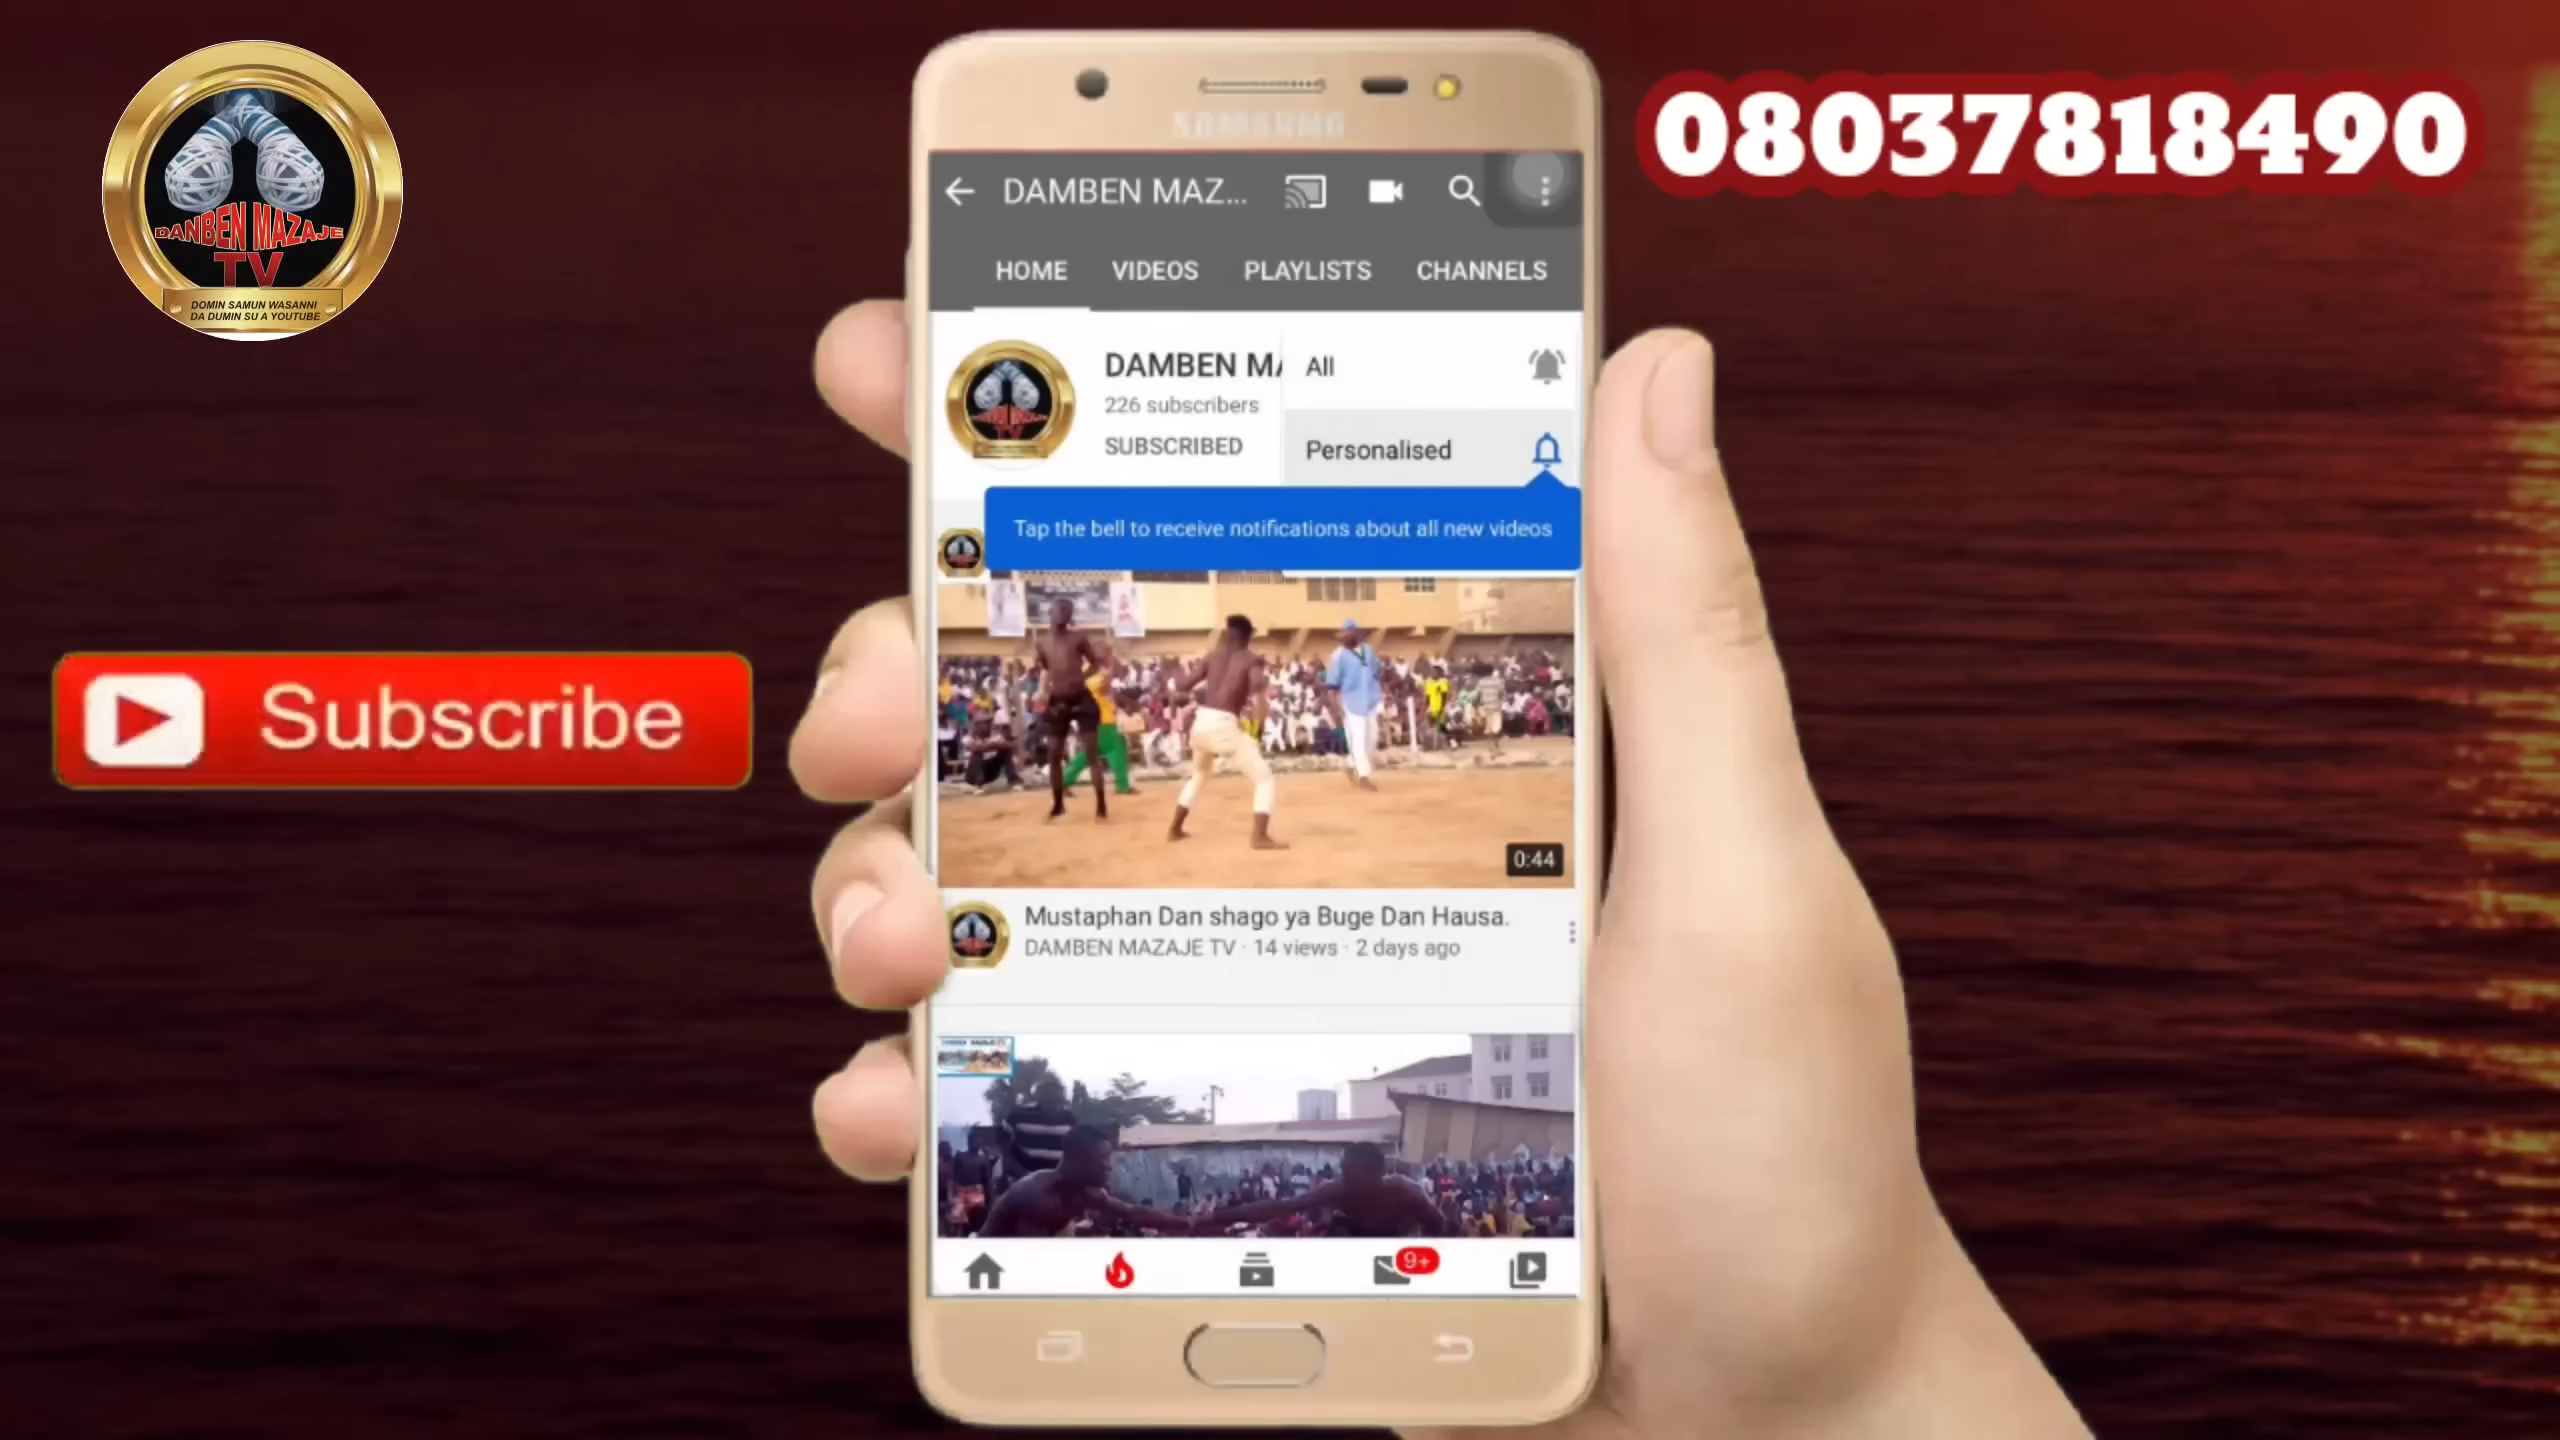 DANBEN MAZAJE
TV
DOMIN SAMUN WASANNI
DA DUMIN SU A YOUTUBE
08037818490
SAMSUNG
DAMBEN MAZ...
HOME VIDEOS PLAYLISTS CHANNELS
DAMBEN MA
226 subscribers
SUBSCRIBED
All
Personalised
Tap the bell to receive notifications about all new videos
Subscribe
0:44
Mustaphan Dan shago ya Buge Dan Hausa.
DAMBEN MAZAJE TV · 14 views · 2 days ago
9+